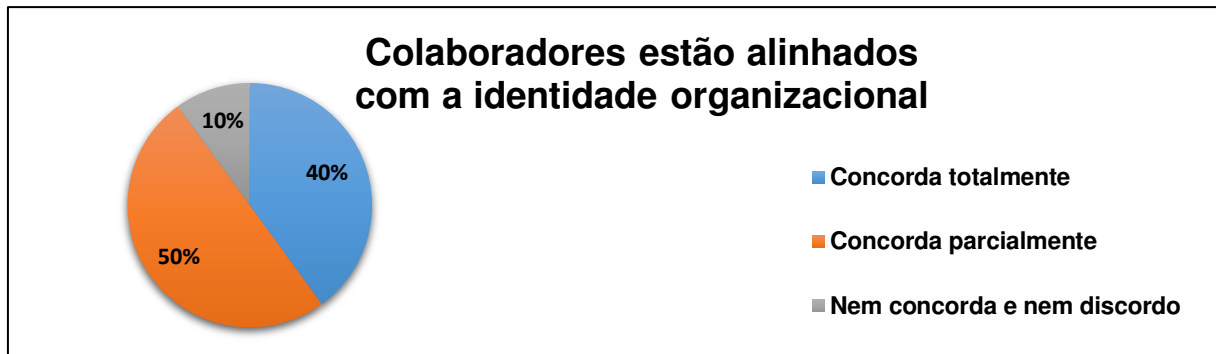 Colaboradores estão alinhados
com a identidade organizacional
10%
40%
50%
Concorda totalmente
Concorda parcialmente
Nem concorda e nem discordo